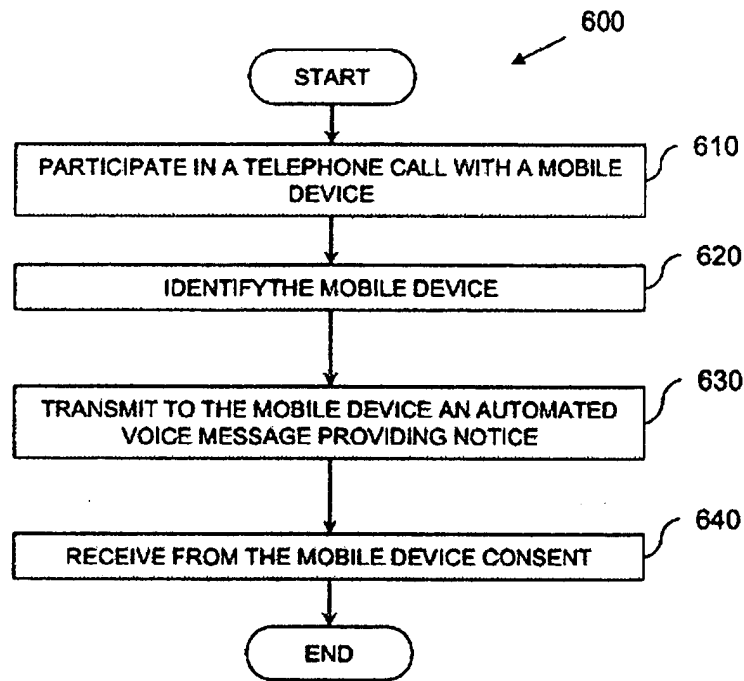 600
START
PARTICIPATE IN A TELEPHONE CALL WITH A MOBILE
DEVICE
610
IDENTIFYTHE MOBILE DEVICE
620
TRANSMIT TO THE MOBILE DEVICE AN AUTOMATED
VOICE MESSAGE PROVIDING NOTICE
630
RECEIVE FROM THE MOBILE DEVICE CONSENT
640
END